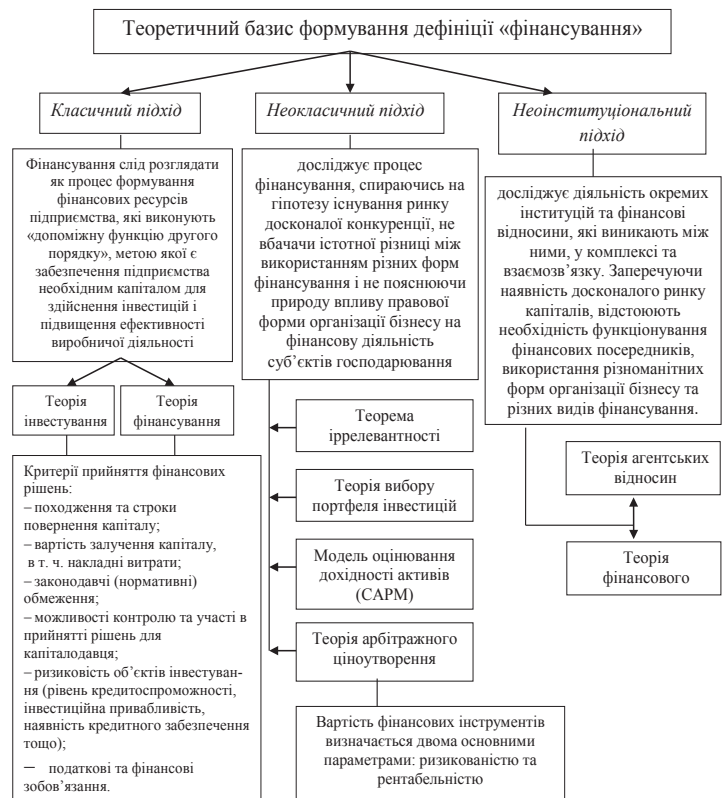 Теоретичний базис формування дефініції «фінансування»
Класичний підхід
Неокласичний підхід
Неоінституціональний
підхід
Фінансування слід розглядати
як процес формування
фінансових ресурсів
підприємства, які виконують
«допоміжну функцію другого
порядку», метою якої є
забезпечення підприємства
необхідним капіталом для
здійснення інвестицій і
підвищення ефективності
виробничої діяльності
Теорія
інвестування
Теорія
фінансування
Критерії прийняття фінансових
рішень:
– походження та строки
повернення капіталу;
– вартість залучення капіталу,
в т. ч. накладні витрати;
– законодавчі (нормативні)
обмеження;
– можливості контролю та участі в
прийнятті рішень для
капіталодавця;
– ризиковість об’єктів інвестуван-
ня (рівень кредитоспроможності,
інвестиційна привабливість,
наявність кредитного забезпечення
тощо);
– податкові та фінансові
зобов’язання.
досліджує процес
фінансування, спираючись на
гіпотезу існування ринку
досконалої конкуренції, не
вбачачи істотної різниці між
використанням різних форм
фінансування і не пояснюючи
природу впливу правової
форми організації бізнесу на
фінансову діяльність
суб’єктів господарювання
Теорема
іррелевантності
Теорія вибору
портфеля інвестицій
Модель оцінювання
дохідності активів
(CAPM)
Теорія арбітражного
ціноутворення
Вартість фінансових інструментів
визначається двома основними
параметрами: ризикованістю та
рентабельністю
досліджує діяльність окремих
інституцій та фінансові
відносини, які виникають між
ними, у комплексі та
взаємозв’язку. Заперечуючи
наявність досконалого ринку
капіталів, відстоюють
необхідність функціонування
фінансових посередників,
використання різноманітних
форм організації бізнесу та
різних видів фінансування.
Теорія агентських
відносин
Теорія
фінансового